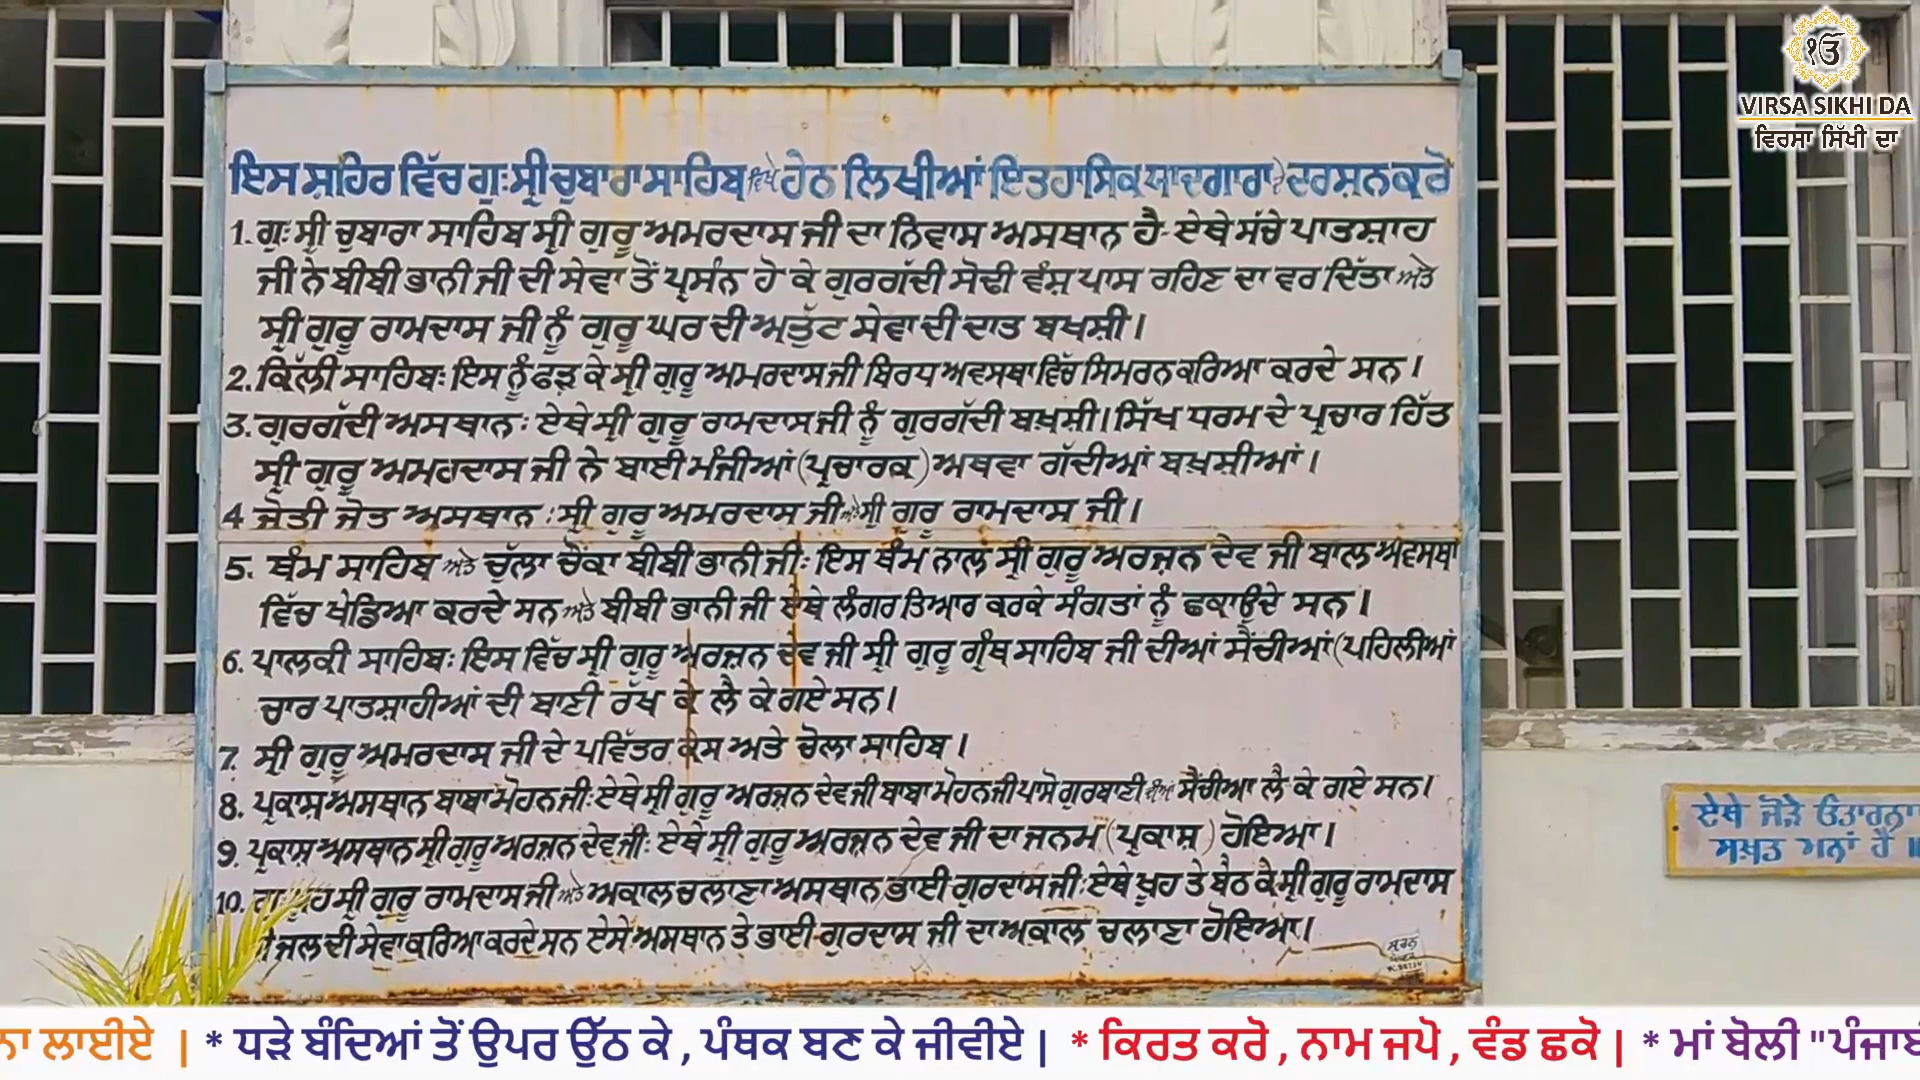 VIRSA SIKHI DA
ਵਿਰਸਾ ਸਿੱਖੀ ਦਾ
ਇਸ ਸ਼ਹਿਰ ਵਿੱਚ ਗੁ: ਸ੍ਰੀ ਚੁਬਾਰਾ ਸਾਹਿਬ ਵਿਖੇ ਹੇਠ ਲਿਖੀਆਂ ਇਤਹਾਸਿਕ ਯਾਦਗਾਰਾਂ ਦੇ ਦਰਸ਼ਨ ਕਰੋ
1. ਗੁ: ਸ੍ਰੀ ਚੁਬਾਰਾ ਸਾਹਿਬ ਸ੍ਰੀ ਗੁਰੂ ਅਮਰਦਾਸ ਜੀ ਦਾ ਨਿਵਾਸ ਅਸਥਾਨ ਹੈ- ਏਥੇ ਸੱਚੇ ਪਾਤਸ਼ਾਹ
ਜੀ ਨੇ ਬੀਬੀ ਭਾਨੀ ਜੀ ਦੀ ਸੇਵਾ ਤੋਂ ਪ੍ਰਸੰਨ ਹੋ ਕੇ ਗੁਰਗੱਦੀ ਸੋਢੀ ਵੰਸ਼ ਪਾਸ ਰਹਿਣ ਦਾ ਵਰ ਦਿੱਤਾ ਅਤੇ
ਸ੍ਰੀ ਗੁਰੂ ਰਾਮਦਾਸ ਜੀ ਨੂੰ ਗੁਰੂ ਘਰ ਦੀ ਅਤੁੱਟ ਸੇਵਾ ਦੀ ਦਾਤ ਬਖਸ਼ੀ।
2. ਕਿੱਲੀ ਸਾਹਿਬ: ਇਸ ਨੂੰ ਫੜ ਕੇ ਸ੍ਰੀ ਗੁਰੂ ਅਮਰਦਾਸ ਜੀ ਬਿਰਧ ਅਵਸਥਾ ਵਿੱਚ ਸਿਮਰਨ ਕਰਿਆ ਕਰਦੇ ਸਨ।
3. ਗੁਰਗੱਦੀ ਅਸਥਾਨ: ਏਥੇ ਸ੍ਰੀ ਗੁਰੂ ਰਾਮਦਾਸ ਜੀ ਨੂੰ ਗੁਰਗੱਦੀ ਬਖ਼ਸ਼ੀ। ਸਿੱਖ ਧਰਮ ਦੇ ਪ੍ਰਚਾਰ ਹਿੱਤ
ਸ੍ਰੀ ਗੁਰੂ ਅਮਰਦਾਸ ਜੀ ਨੇ ਬਾਈ ਮੰਜੀਆਂ (ਪ੍ਰਚਾਰਕ) ਅਥਵਾ ਗੱਦੀਆਂ ਬਖ਼ਸ਼ੀਆਂ।
4 ਜੋਤੀ ਜੋਤ ਅਸਥਾਨ : ਸ੍ਰੀ ਗੁਰੂ ਅਮਰਦਾਸ ਜੀ ਅਤੇ ਸ੍ਰੀ ਗੁਰੂ ਰਾਮਦਾਸ ਜੀ।
5. ਥੰਮ ਸਾਹਿਬ ਅਤੇ ਚੁੱਲਾ ਚੌਂਕਾ ਬੀਬੀ ਭਾਨੀ ਜੀ: ਇਸ ਥੰਮ ਨਾਲ ਸ੍ਰੀ ਗੁਰੂ ਅਰਜਨ ਦੇਵ ਜੀ ਬਾਲ ਅਵਸਥਾ
ਵਿੱਚ ਖੇਡਿਆ ਕਰਦੇ ਸਨ ਅਤੇ ਬੀਬੀ ਭਾਨੀ ਜੀ ਏਥੇ ਲੰਗਰ ਤਿਆਰ ਕਰਕੇ ਸੰਗਤਾਂ ਨੂੰ ਛਕਾਉਂਦੇ ਸਨ।
6. ਪਾਲਕੀ ਸਾਹਿਬ: ਇਸ ਵਿੱਚ ਸ੍ਰੀ ਗੁਰੂ ਅਰਜਨ ਦੇਵ ਜੀ ਸ੍ਰੀ ਗੁਰੂ ਗ੍ਰੰਥ ਸਾਹਿਬ ਜੀ ਦੀਆਂ ਸੈਂਚੀਆਂ (ਪਹਿਲੀਆਂ
ਚਾਰ ਪਾਤਸ਼ਾਹੀਆਂ ਦੀ ਬਾਣੀ ਰੱਖ ਕੇ ਲੈ ਕੇ ਗਏ ਸਨ।
7. ਸ੍ਰੀ ਗੁਰੂ ਅਮਰਦਾਸ ਜੀ ਦੇ ਪਵਿੱਤਰ ਕੇਸ ਅਤੇ ਚੋਲਾ ਸਾਹਿਬ।
8. ਪ੍ਰਕਾਸ਼ ਅਸਥਾਨ ਬਾਬਾ ਮੋਹਨ ਜੀ: ਏਥੇ ਸ੍ਰੀ ਗੁਰੂ ਅਰਜਨ ਦੇਵ ਜੀ ਬਾਬਾ ਮੋਹਨ ਜੀ ਪਾਸੋ ਗੁਰਬਾਣੀ ਦੀਆਂ ਸੈਂਚੀਆ ਲੈ ਕੇ ਗਏ ਸਨ।
9. ਪ੍ਰਕਾਸ਼ ਅਸਥਾਨ ਸ੍ਰੀ ਗੁਰੂ ਅਰਜਨ ਦੇਵ ਜੀ: ਏਥੇ ਸ੍ਰੀ ਗੁਰੂ ਅਰਜਨ ਦੇਵ ਜੀ ਦਾ ਜਨਮ (ਪ੍ਰਕਾਸ਼) ਹੋਇਆ।
10. ਸ੍ਰੀ ਗੁਰੂ ਰਾਮਦਾਸ ਜੀ ਅਤੇ ਅਕਾਲ ਚਲਾਣਾ ਅਸਥਾਨ ਭਾਈ ਗੁਰਦਾਸ ਜੀ: ਏਥੇ ਖੂਹ ਤੇ ਬੈਠ ਕੇ ਸ੍ਰੀ ਗੁਰੂ ਰਾਮਦਾਸ
ਜਲ ਦੀ ਸੇਵਾ ਕਰਿਆ ਕਰਦੇ ਸਨ ਏਸੇ ਅਸਥਾਨ ਤੇ ਭਾਈ ਗੁਰਦਾਸ ਜੀ ਦਾ ਅਕਾਲ ਚਲਾਣਾ ਹੋਇਆ।
ਏਥੇ ਜੋੜੇ ਓਤਾਰਨਾ
ਸਖ਼ਤ ਮਨਾਂ ਹੈ॥
ਨਾ ਲਾਈਏ | * ਧੜੇ ਬੰਦਿਆਂ ਤੋਂ ਉਪਰ ਉੱਠ ਕੇ , ਪੰਥਕ ਬਣ ਕੇ ਜੀਵੀਏ | * ਕਿਰਤ ਕਰੋ , ਨਾਮ ਜਪੋ , ਵੰਡ ਛਕੋ | * ਮਾਂ ਬੋਲੀ "ਪੰਜਾਬੀ